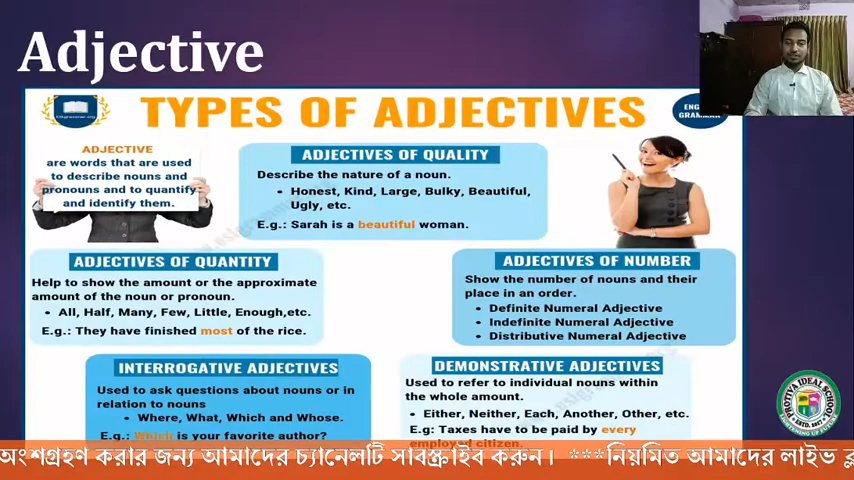 Adjective
TYPES OF ADJECTIVES
ENG
GRAMMAR
ADJECTIVE
are words that are used
to describe nouns and
pronouns and to quantify
and identify them.
ADJECTIVES OF QUALITY
Describe the nature of a noun.
• Honest, Kind, Large, Bulky, Beautiful,
Ugly, etc.
E.g.: Sarah is a beautiful woman.
ADJECTIVES OF QUANTITY
Help to show the amount or the approximate
amount of the noun or pronoun.
• All, Half, Many, Few, Little, Enough,etc.
E.g.: They have finished most of the rice.
ADJECTIVES OF NUMBER
Show the number of nouns and their
place in an order.
• Definite Numeral Adjective
• Indefinite Numeral Adjective
• Distributive Numeral Adjective
INTERROGATIVE ADJECTIVES
Used to ask questions about nouns or in
relation to nouns
• Where, What, Which and Whose.
E.g.: Which is your favorite author?
DEMONSTRATIVE ADJECTIVES
Used to refer to individual nouns within
the whole amount.
• Either, Neither, Each, Another, Other, etc.
E.g: Taxes have to be paid by every
employed citizen.
PROTIVA IDEAL SCHOOL
ESTD. 2017
অংশগ্রহণ করার জন্য আমাদের চ্যানেলটি সাবস্ক্রাইব করুন। ***নিয়মিত আমাদের লাইভ ক্ল